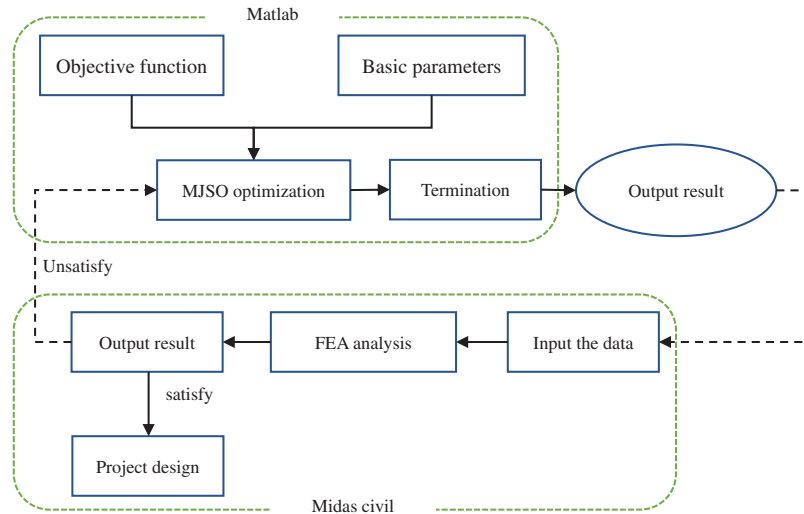 Matlab
Objective function
Basic parameters
MJSO optimization
Termination
Output result
Unsatisfy
Output result
FEA analysis
Input the data
satisfy
Project design
Midas civil